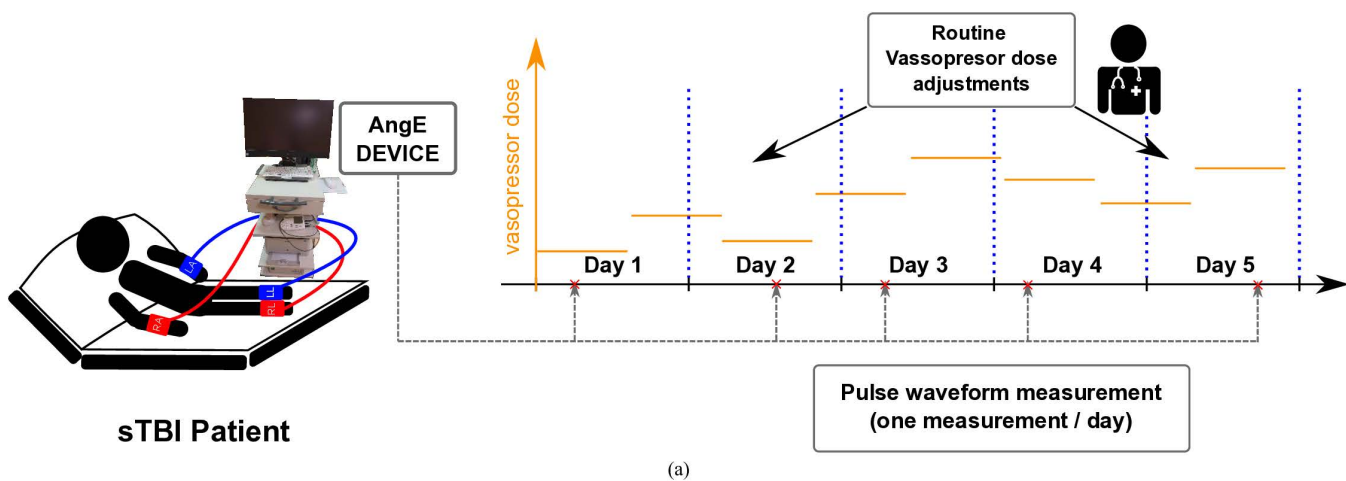 Routine
Vassopresor dose
adjustments
AngE
DEVICE
vasopressor dose
LA
LL
RL
RA
Day 1
Day 2
Day 3
Day 4
Day 5
Pulse waveform measurement
(one measurement / day)
sTBI Patient
(a)